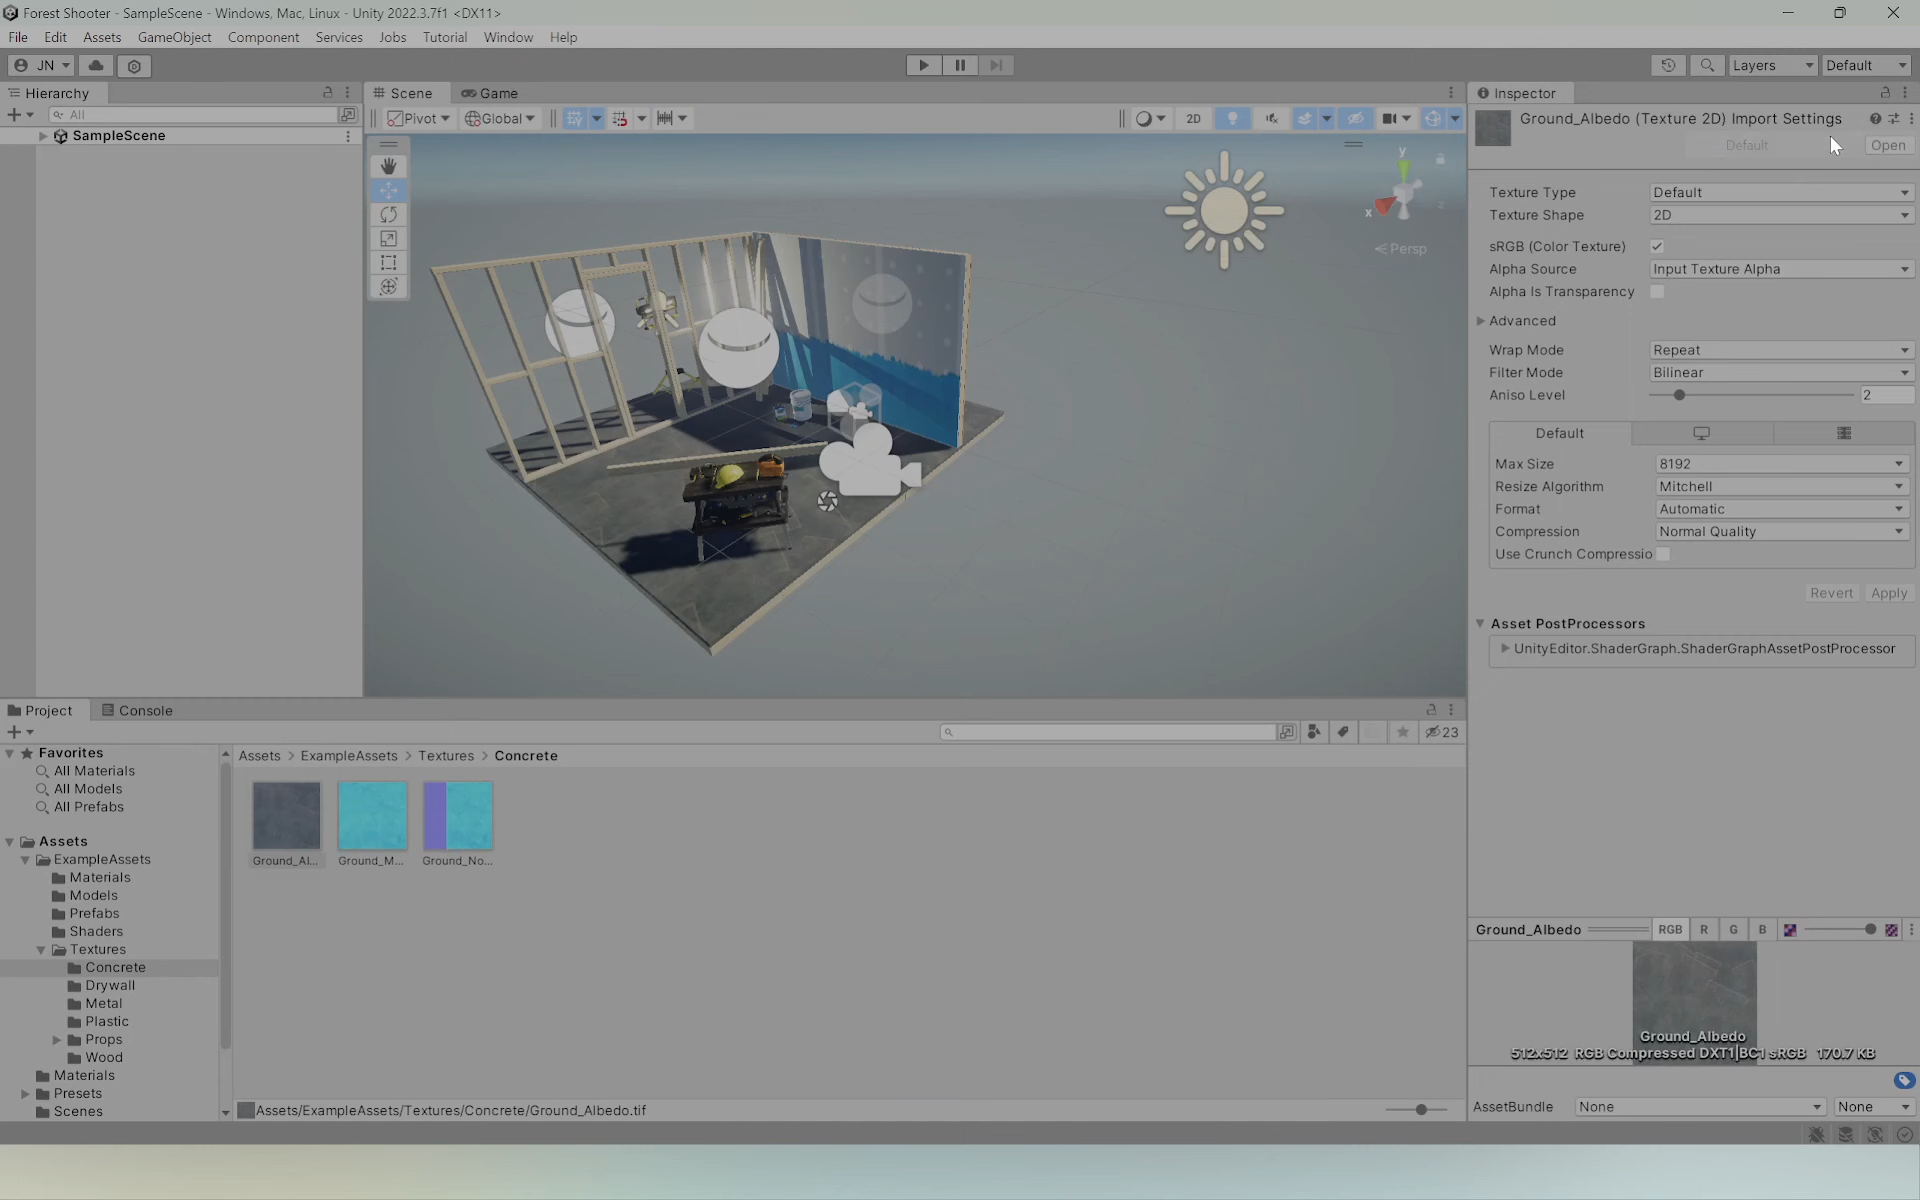 Forest Shooter - SampleScene - Windows, Mac, Linux - Unity 2022.3.7f1 <DX11>
File Edit Assets GameObject Component Services Jobs Tutorial Window Help
JN
Layers Default
Hierarchy
All
SampleScene
Scene Game
Pivot Global 2D
y
x
z
Persp
Inspector
Ground_Albedo (Texture 2D) Import Settings
Default Open
Texture Type Default
Texture Shape 2D
sRGB (Color Texture)
Alpha Source Input Texture Alpha
Alpha Is Transparency
Advanced
Wrap Mode Repeat
Filter Mode Bilinear
Aniso Level 2
Default
Max Size 8192
Resize Algorithm Mitchell
Format Automatic
Compression Normal Quality
Use Crunch Compressio
Revert Apply
Asset PostProcessors
UnityEditor.ShaderGraph.ShaderGraphAssetPostProcessor
Project Console
23
Favorites
All Materials
All Models
All Prefabs
Assets
ExampleAssets
Materials
Models
Prefabs
Shaders
Textures
Concrete
Drywall
Metal
Plastic
Props
Wood
Materials
Presets
Scenes
Assets > ExampleAssets > Textures > Concrete
Ground_Al... Ground_M... Ground_No...
Assets/ExampleAssets/Textures/Concrete/Ground_Albedo.tif
Ground_Albedo RGB R G B
Ground_Albedo
512x512 RGB Compressed DXT1|BC1 sRGB 170.7 KB
AssetBundle None None